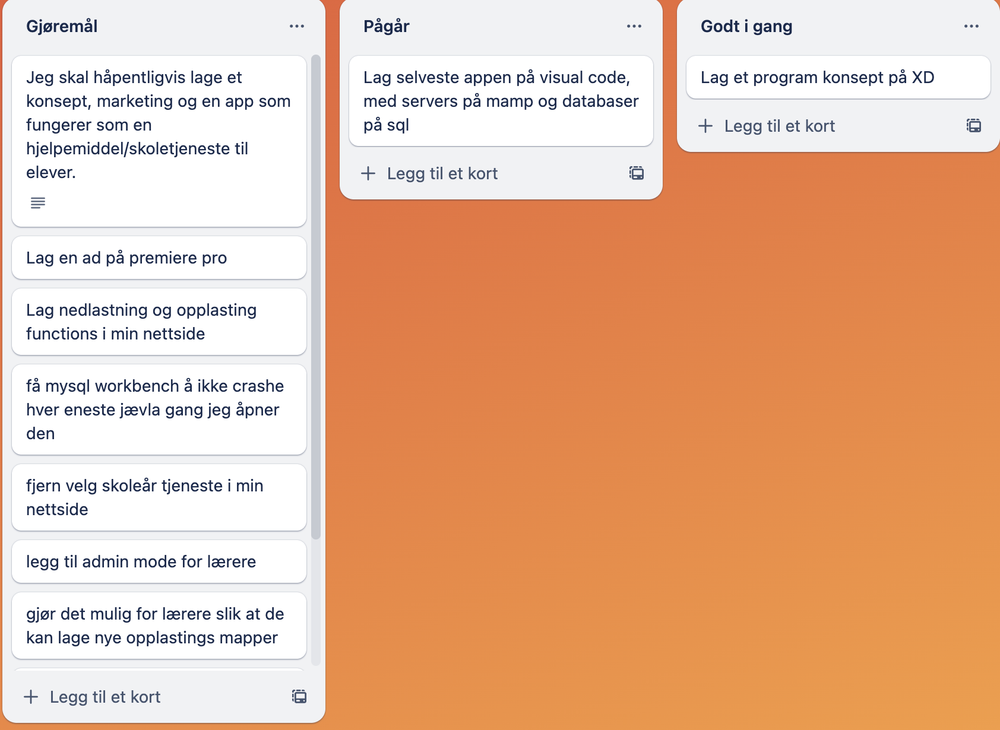 Gjøremål
Jeg skal håpentligvis lage et
konsept, marketing og en app som
fungerer som en
hjelpemiddel/skoletjeneste til
elever.
Lag en ad på premiere pro
Lag nedlastning og opplasting
functions i min nettside
få mysql workbench å ikke crashe
hver eneste jævla gang jeg åpner
den
fjern velg skoleår tjeneste i min
nettside
legg til admin mode for lærere
gjør det mulig for lærere slik at de
kan lage nye opplastings mapper
Legg til et kort
Pågår
Lag selveste appen på visual code,
med servers på mamp og databaser
på sql
Legg til et kort
Godt i gang
Lag et program konsept på XD
Legg til et kort